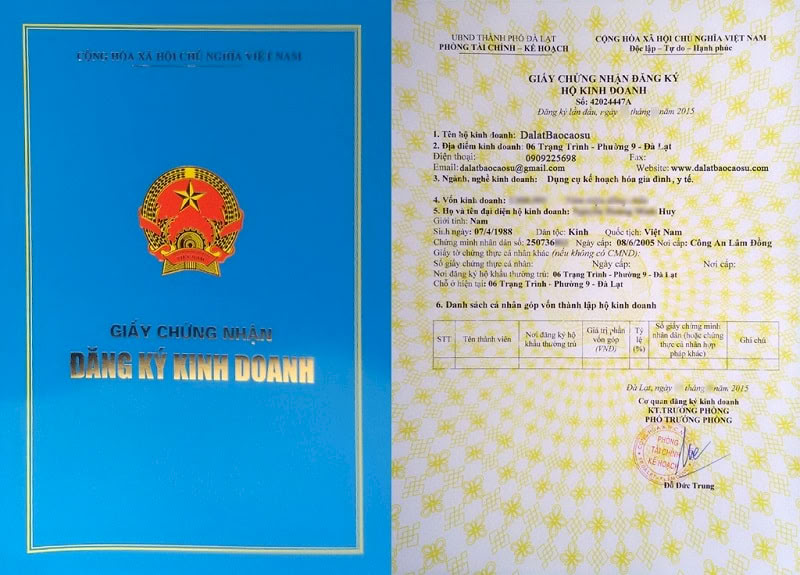 CỘNG HÒA XÃ HỘI CHỦ NGHĨA VIỆT NAM
VIỆT NAM
GIẤY CHỨNG NHẬN
ĐĂNG KÝ KINH DOANH
UBND THÀNH PHỐ ĐÀ LẠT
PHÒNG TÀI CHÍNH – KẾ HOẠCH
CỘNG HÒA XÃ HỘI CHỦ NGHĨA VIỆT NAM
Độc lập – Tự do – Hạnh phúc
GIẤY CHỨNG NHẬN ĐĂNG KÝ
HỘ KINH DOANH
Số: 42024447A
Đăng ký lần đầu, ngày tháng năm 2015
1. Tên hộ kinh doanh: DalatBaocaosu
2. Địa điểm kinh doanh: 06 Trạng Trình - Phường 9 - Đà Lạt
Điện thoại: 0909225698 Fax:
Email: dalatbaocaosu@gmail.com Website: www.dalatbaocaosu.com
3. Ngành, nghề kinh doanh: Dụng cụ kế hoạch hóa gia đình, y tế.
4. Vốn kinh doanh:
5. Họ và tên đại diện hộ kinh doanh: Huy
Giới tính: Nam
Sinh ngày: 07/4/1988 Dân tộc: Kinh Quốc tịch: Việt Nam
Chứng minh nhân dân số: 250736 Ngày cấp: 08/6/2005 Nơi cấp: Công An Lâm Đồng
Giấy tờ chứng thực cá nhân khác (nếu không có CMND):
Số giấy chứng thực cá nhân: Ngày cấp: Nơi cấp:
Nơi đăng ký hộ khẩu thường trú: 06 Trạng Trình - Phường 9 - Đà Lạt
Chỗ ở hiện tại: 06 Trạng Trình - Phường 9 - Đà Lạt
6. Danh sách cá nhân góp vốn thành lập hộ kinh doanh
STT Tên thành viên Nơi đăng ký hộ khẩu thường trú Giá trị phần vốn góp (VNĐ) Tỷ lệ (%) Số giấy chứng minh nhân dân (hoặc chứng thực cá nhân hợp pháp khác) Ghi chú
Đà Lạt, ngày tháng năm 2015
Cơ quan đăng ký kinh doanh
KT.TRƯỞNG PHÒNG
PHÓ TRƯỞNG PHÒNG
PHÒNG
TÀI CHÍNH
KẾ HOẠCH
Đỗ Đức Trung